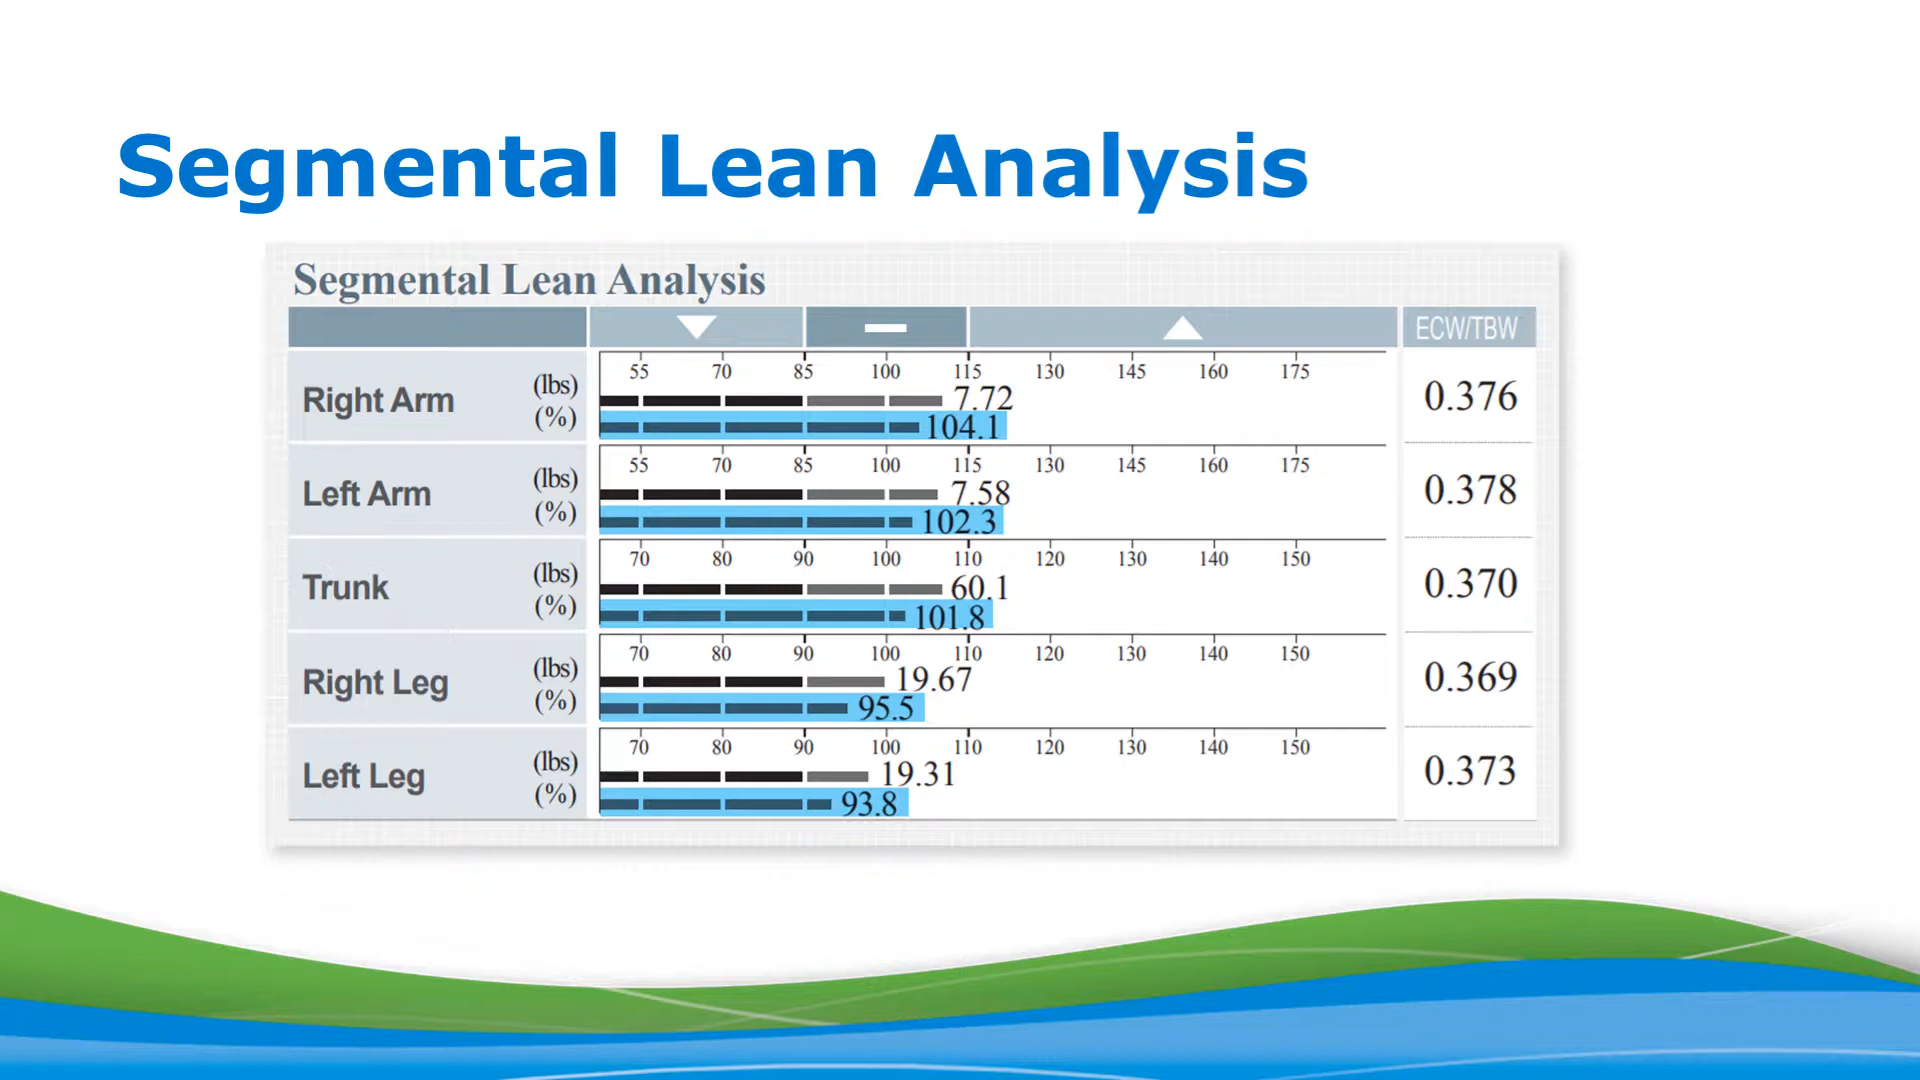 Segmental Lean Analysis
Segmental Lean Analysis
ECW/TBW
55 70 85 100 115 130 145 160 175
Right Arm (lbs) 7.72 0.376
(%) 104.1
55 70 85 100 115 130 145 160 175
Left Arm (lbs) 7.58 0.378
(%) 102.3
70 80 90 100 110 120 130 140 150
Trunk (lbs) 60.1 0.370
(%) 101.8
70 80 90 100 110 120 130 140 150
Right Leg (lbs) 19.67 0.369
(%) 95.5
70 80 90 100 110 120 130 140 150
Left Leg (lbs) 19.31 0.373
(%) 93.8